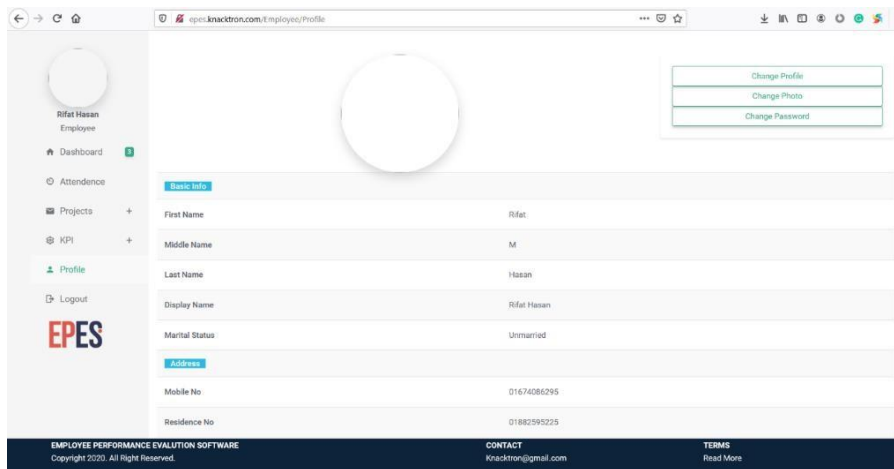 epes.knacktron.com/Employee/Profile
Rifat Hasan
Employee
Dashboard 3
Attendence
Projects +
KPI +
Profile
Logout
EPES
Change Profile
Change Photo
Change Password
Basic Info
First Name Rifat
Middle Name M
Last Name Hasan
Display Name Rifat Hasan
Marital Status Unmarried
Address
Mobile No 01674086295
Residence No 01882595225
EMPLOYEE PERFORMANCE EVALUTION SOFTWARE
Copyright 2020. All Right Reserved.
CONTACT
Knacktron@gmail.com
TERMS
Read More